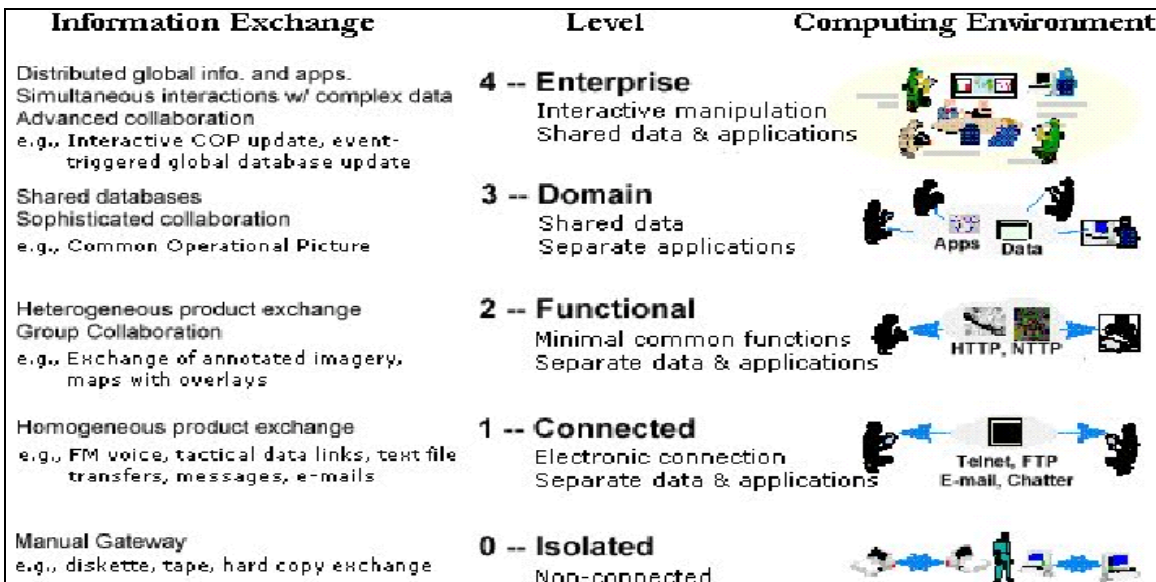 Information Exchange
Level
Computing Environment
Distributed global info. and apps.
Simultaneous interactions w/ complex data
Advanced collaboration
e.g., Interactive COP update, event-
triggered global database update
4 -- Enterprise
Interactive manipulation
Shared data & applications
Shared databases
Sophisticated collaboration
e.g., Common Operational Picture
3 -- Domain
Shared data
Separate applications
Apps
Data
Heterogeneous product exchange
Group Collaboration
e.g., Exchange of annotated imagery,
maps with overlays
2 -- Functional
Minimal common functions
Separate data & applications
HTTP, NTTP
Homogeneous product exchange
e.g., FM voice, tactical data links, text file
transfers, messages, e-mails
1 -- Connected
Electronic connection
Separate data & applications
Telnet, FTP
E-mail, Chatter
Manual Gateway
e.g., diskette, tape, hard copy exchange
0 -- Isolated
Non-connected